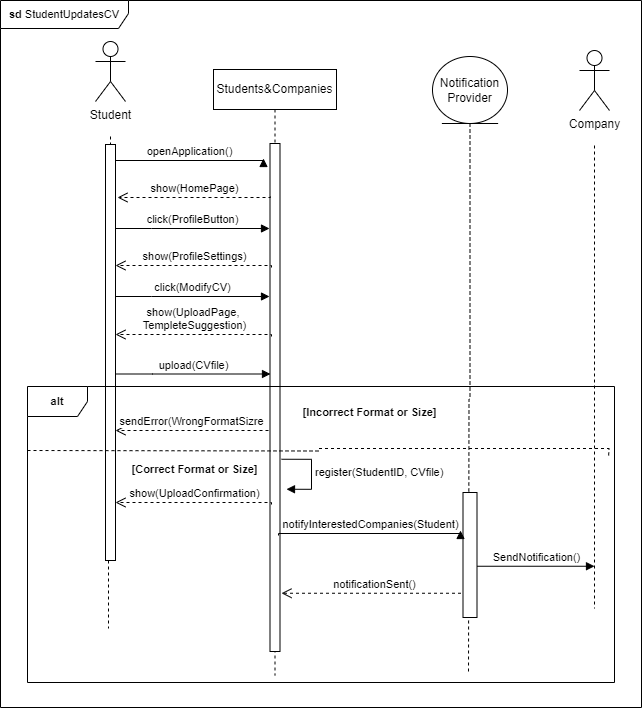 sd StudentUpdatesCV
Student
Students&Companies
Notification
Provider
Company
openApplication()
show(HomePage)
click(ProfileButton)
show(ProfileSettings)
click(ModifyCV)
show(UploadPage,
TempleteSuggestion)
upload(CVfile)
alt
[Incorrect Format or Size]
sendError(WrongFormatSizre
[Correct Format or Size]
register(StudentID, CVfile)
show(UploadConfirmation)
notifyInterestedCompanies(Student)
SendNotification()
notificationSent()